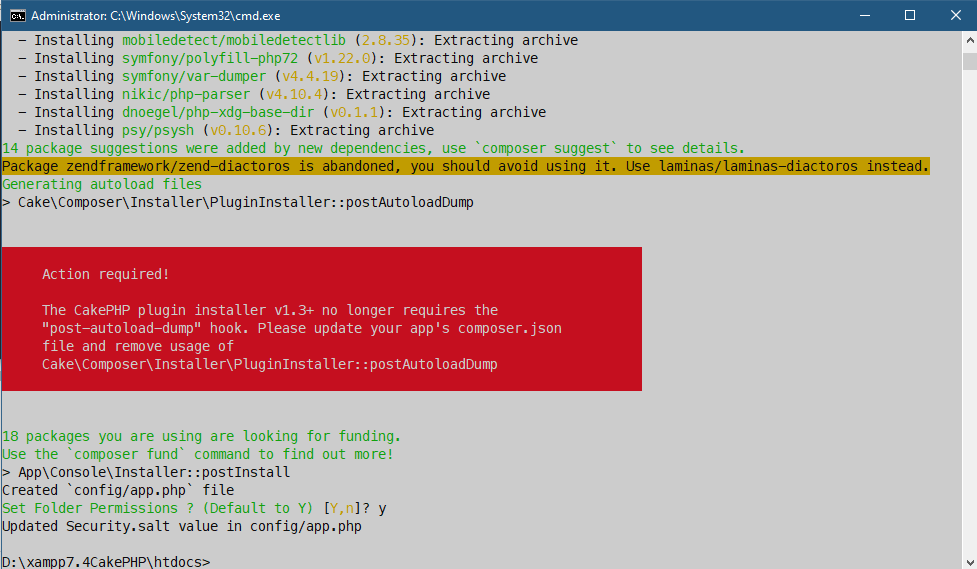 Administrator: C:\Windows\System32\cmd.exe
- Installing mobiledetect/mobiledetectlib (2.8.35): Extracting archive
- Installing symfony/polyfill-php72 (v1.22.0): Extracting archive
- Installing symfony/var-dumper (v4.4.19): Extracting archive
- Installing nikic/php-parser (v4.10.4): Extracting archive
- Installing dnoegel/php-xdg-base-dir (v0.1.1): Extracting archive
- Installing psy/psysh (v0.10.6): Extracting archive
14 package suggestions were added by new dependencies, use `composer suggest` to see details.
Package zendframework/zend-diactoros is abandoned, you should avoid using it. Use laminas/laminas-diactoros instead.
Generating autoload files
> Cake\Composer\Installer\PluginInstaller::postAutoloadDump
Action required!
The CakePHP plugin installer v1.3+ no longer requires the
"post-autoload-dump" hook. Please update your app's composer.json
file and remove usage of
Cake\Composer\Installer\PluginInstaller::postAutoloadDump
18 packages you are using are looking for funding.
Use the `composer fund` command to find out more!
> App\Console\Installer::postInstall
Created `config/app.php` file
Set Folder Permissions ? (Default to Y) [Y,n]? y
Updated Security.salt value in config/app.php
D:\xampp7.4CakePHP\htdocs>